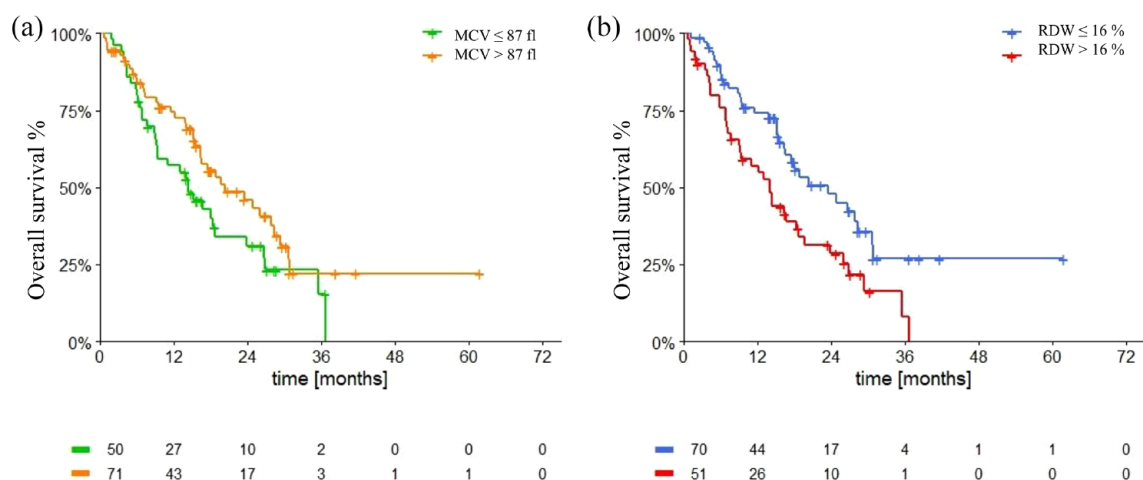 (a)
MCV ≤ 87 fl
MCV > 87 fl
Overall survival %
100%
75%
50%
25%
0%
0 12 24 36 48 60 72
time [months]
50 27 10 2 0 0 0
71 43 17 3 1 1 0
(b)
RDW ≤ 16 %
RDW > 16 %
Overall survival %
100%
75%
50%
25%
0%
0 12 24 36 48 60 72
time [months]
70 44 17 4 1 1 0
51 26 10 1 0 0 0